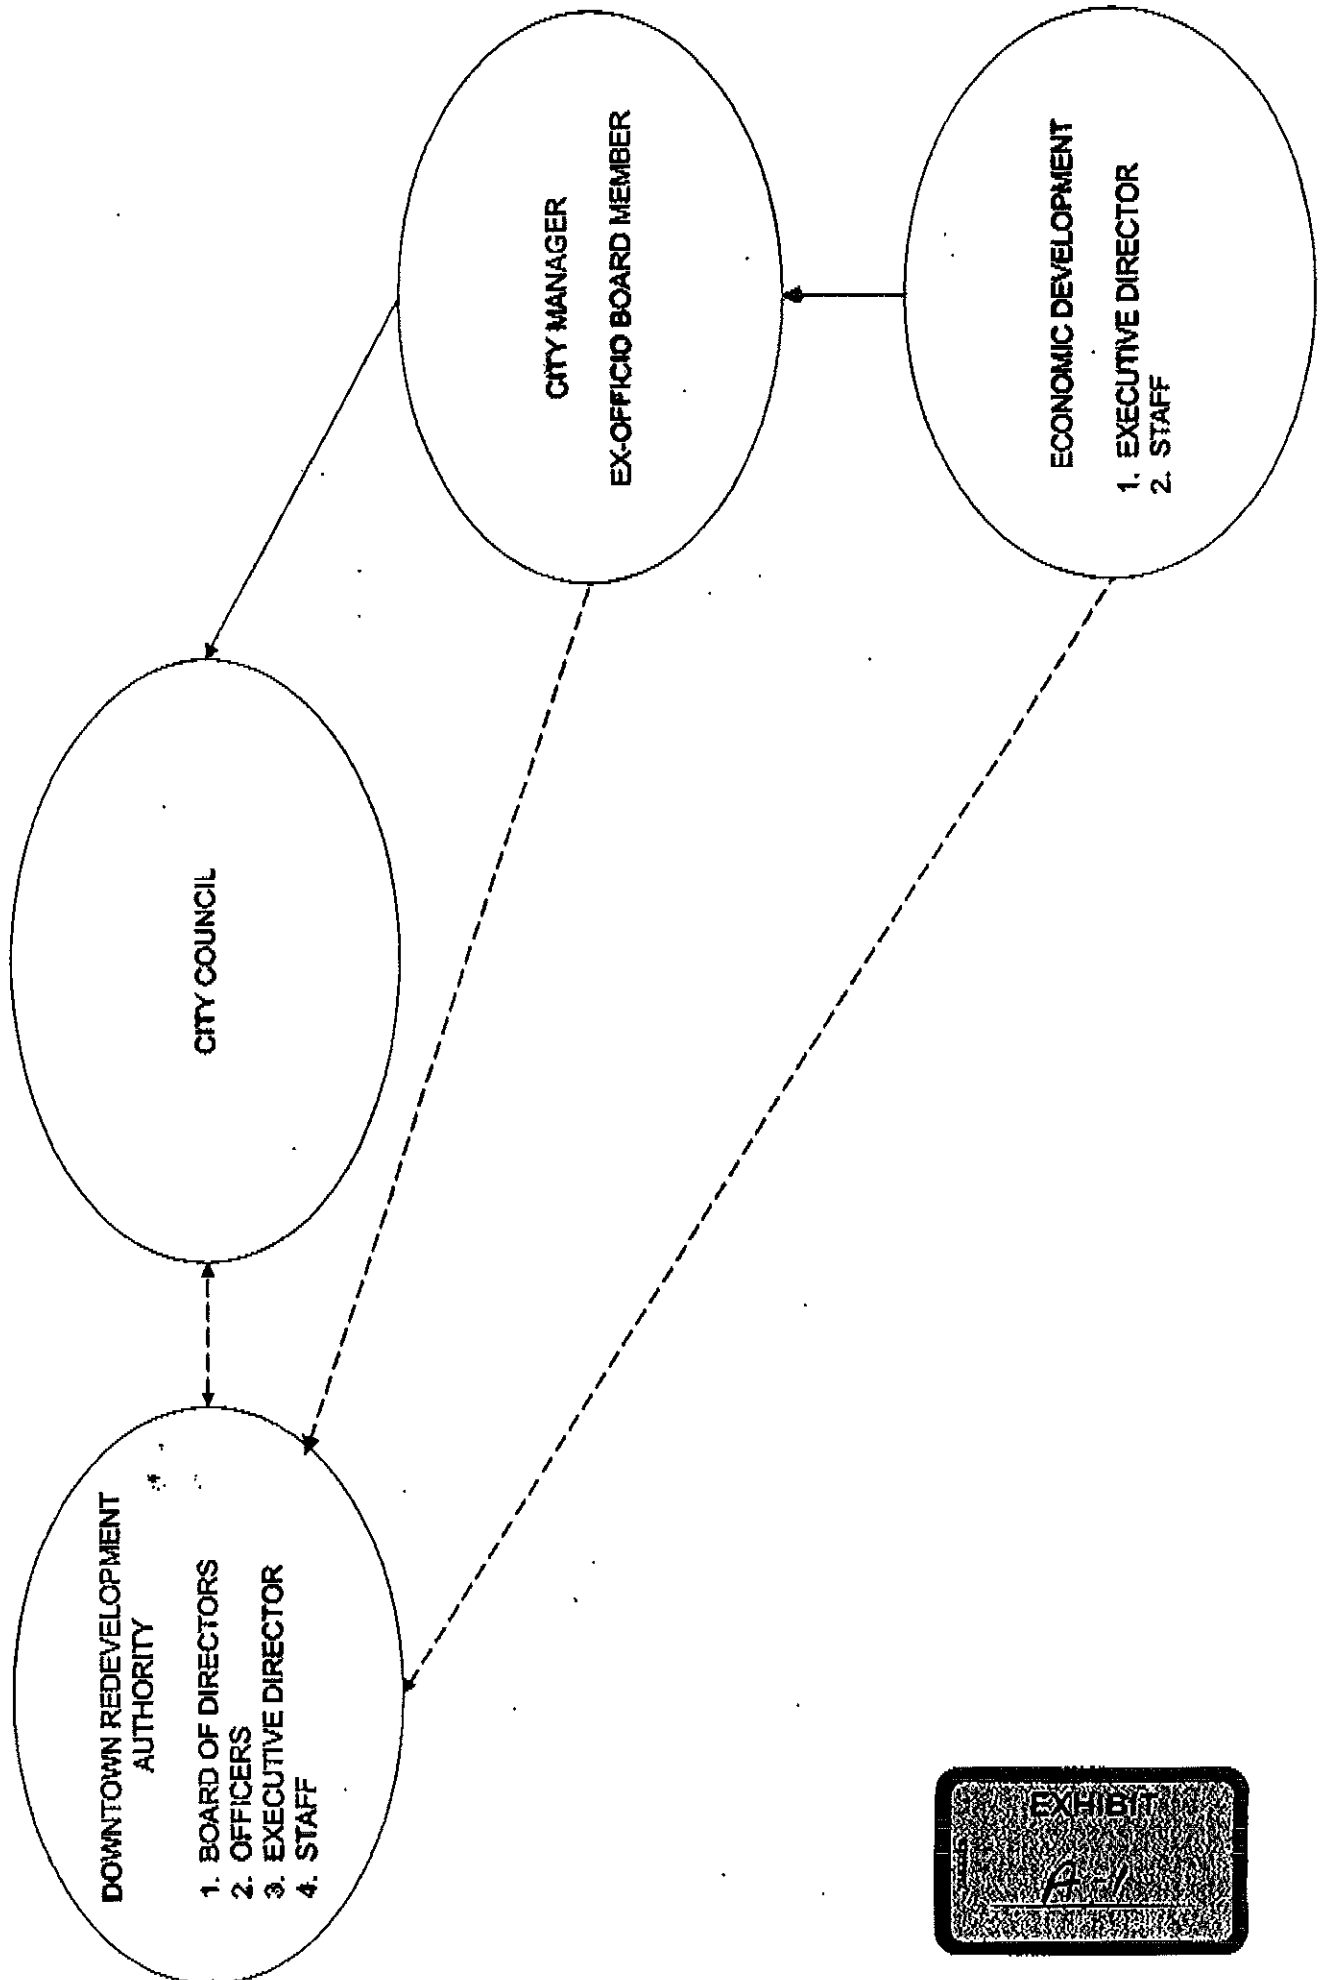 DOWNTOWN REDEVELOPMENT
AUTHORITY
1. BOARD OF DIRECTORS
2. OFFICERS
3. EXECUTIVE DIRECTOR
4. STAFF
CITY COUNCIL
CITY MANAGER
EX-OFFICIO BOARD MEMBER
ECONOMIC DEVELOPMENT
1. EXECUTIVE DIRECTOR
2. STAFF
EXHIBIT
A-1